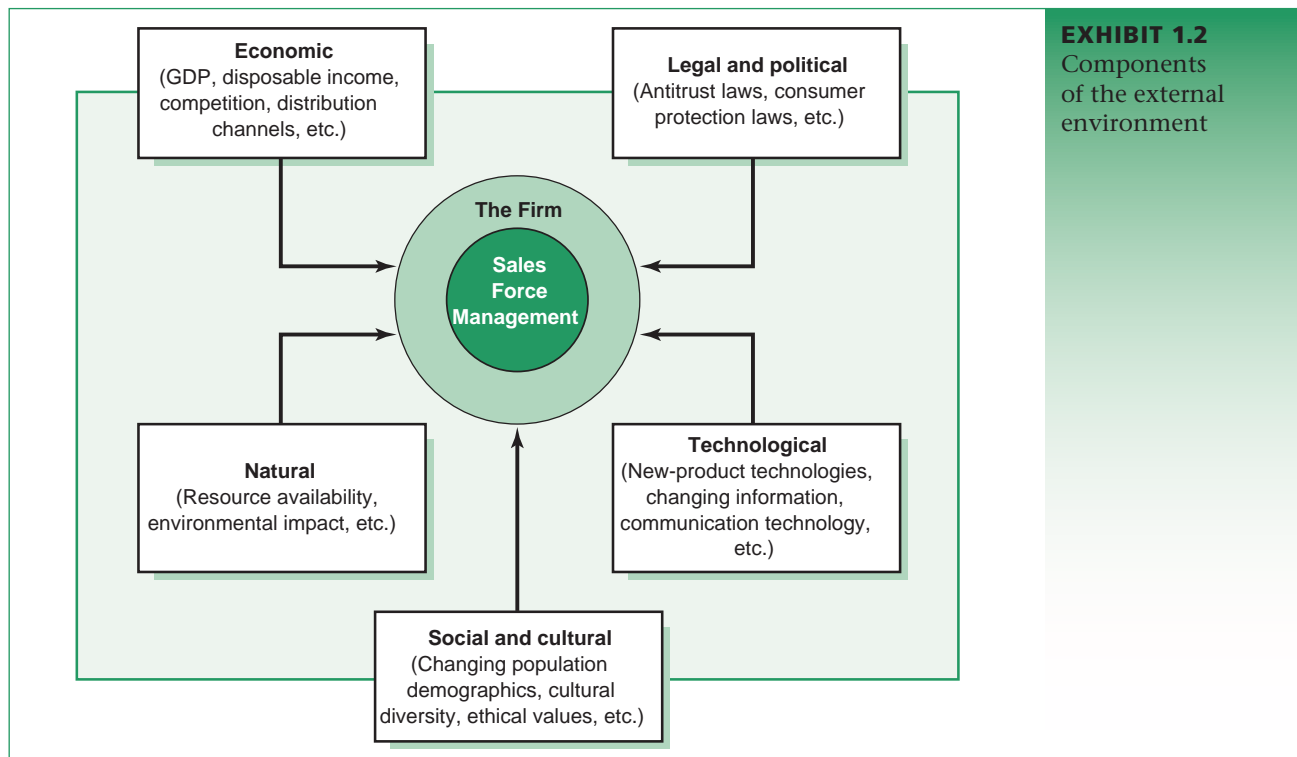 Economic
(GDP, disposable income,
competition, distribution
channels, etc.)
Legal and political
(Antitrust laws, consumer
protection laws, etc.)
The Firm
Sales
Force
Management
Natural
(Resource availability,
environmental impact, etc.)
Technological
(New-product technologies,
changing information,
communication technology,
etc.)
Social and cultural
(Changing population
demographics, cultural
diversity, ethical values, etc.)
EXHIBIT 1.2
Components
of the external
environment